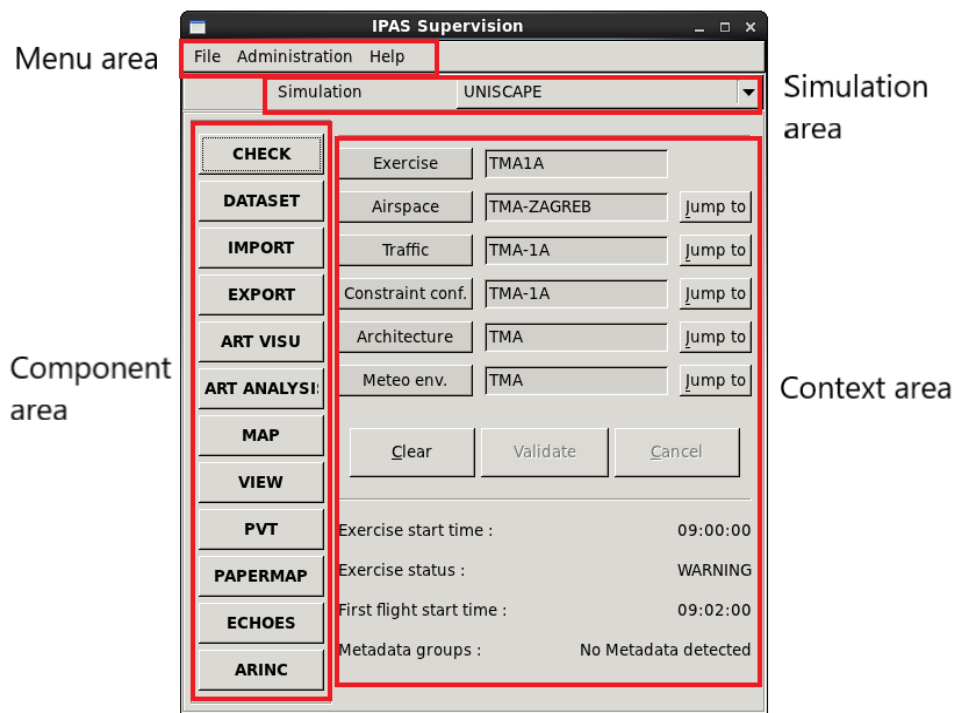 IPAS Supervision
Menu area
File Administration Help
Simulation UNISCAPE
Simulation
area
CHECK
DATASET
IMPORT
EXPORT
ART VISU
ART ANALYSI
MAP
VIEW
PVT
PAPERMAP
ECHOES
ARINC
Component
area
Exercise TMA1A
Airspace TMA-ZAGREB Jump to
Traffic TMA-1A Jump to
Constraint conf. TMA-1A Jump to
Architecture TMA Jump to
Meteo env. TMA Jump to
Clear Validate Cancel
Exercise start time : 09:00:00
Exercise status : WARNING
First flight start time : 09:02:00
Metadata groups : No Metadata detected
Context area